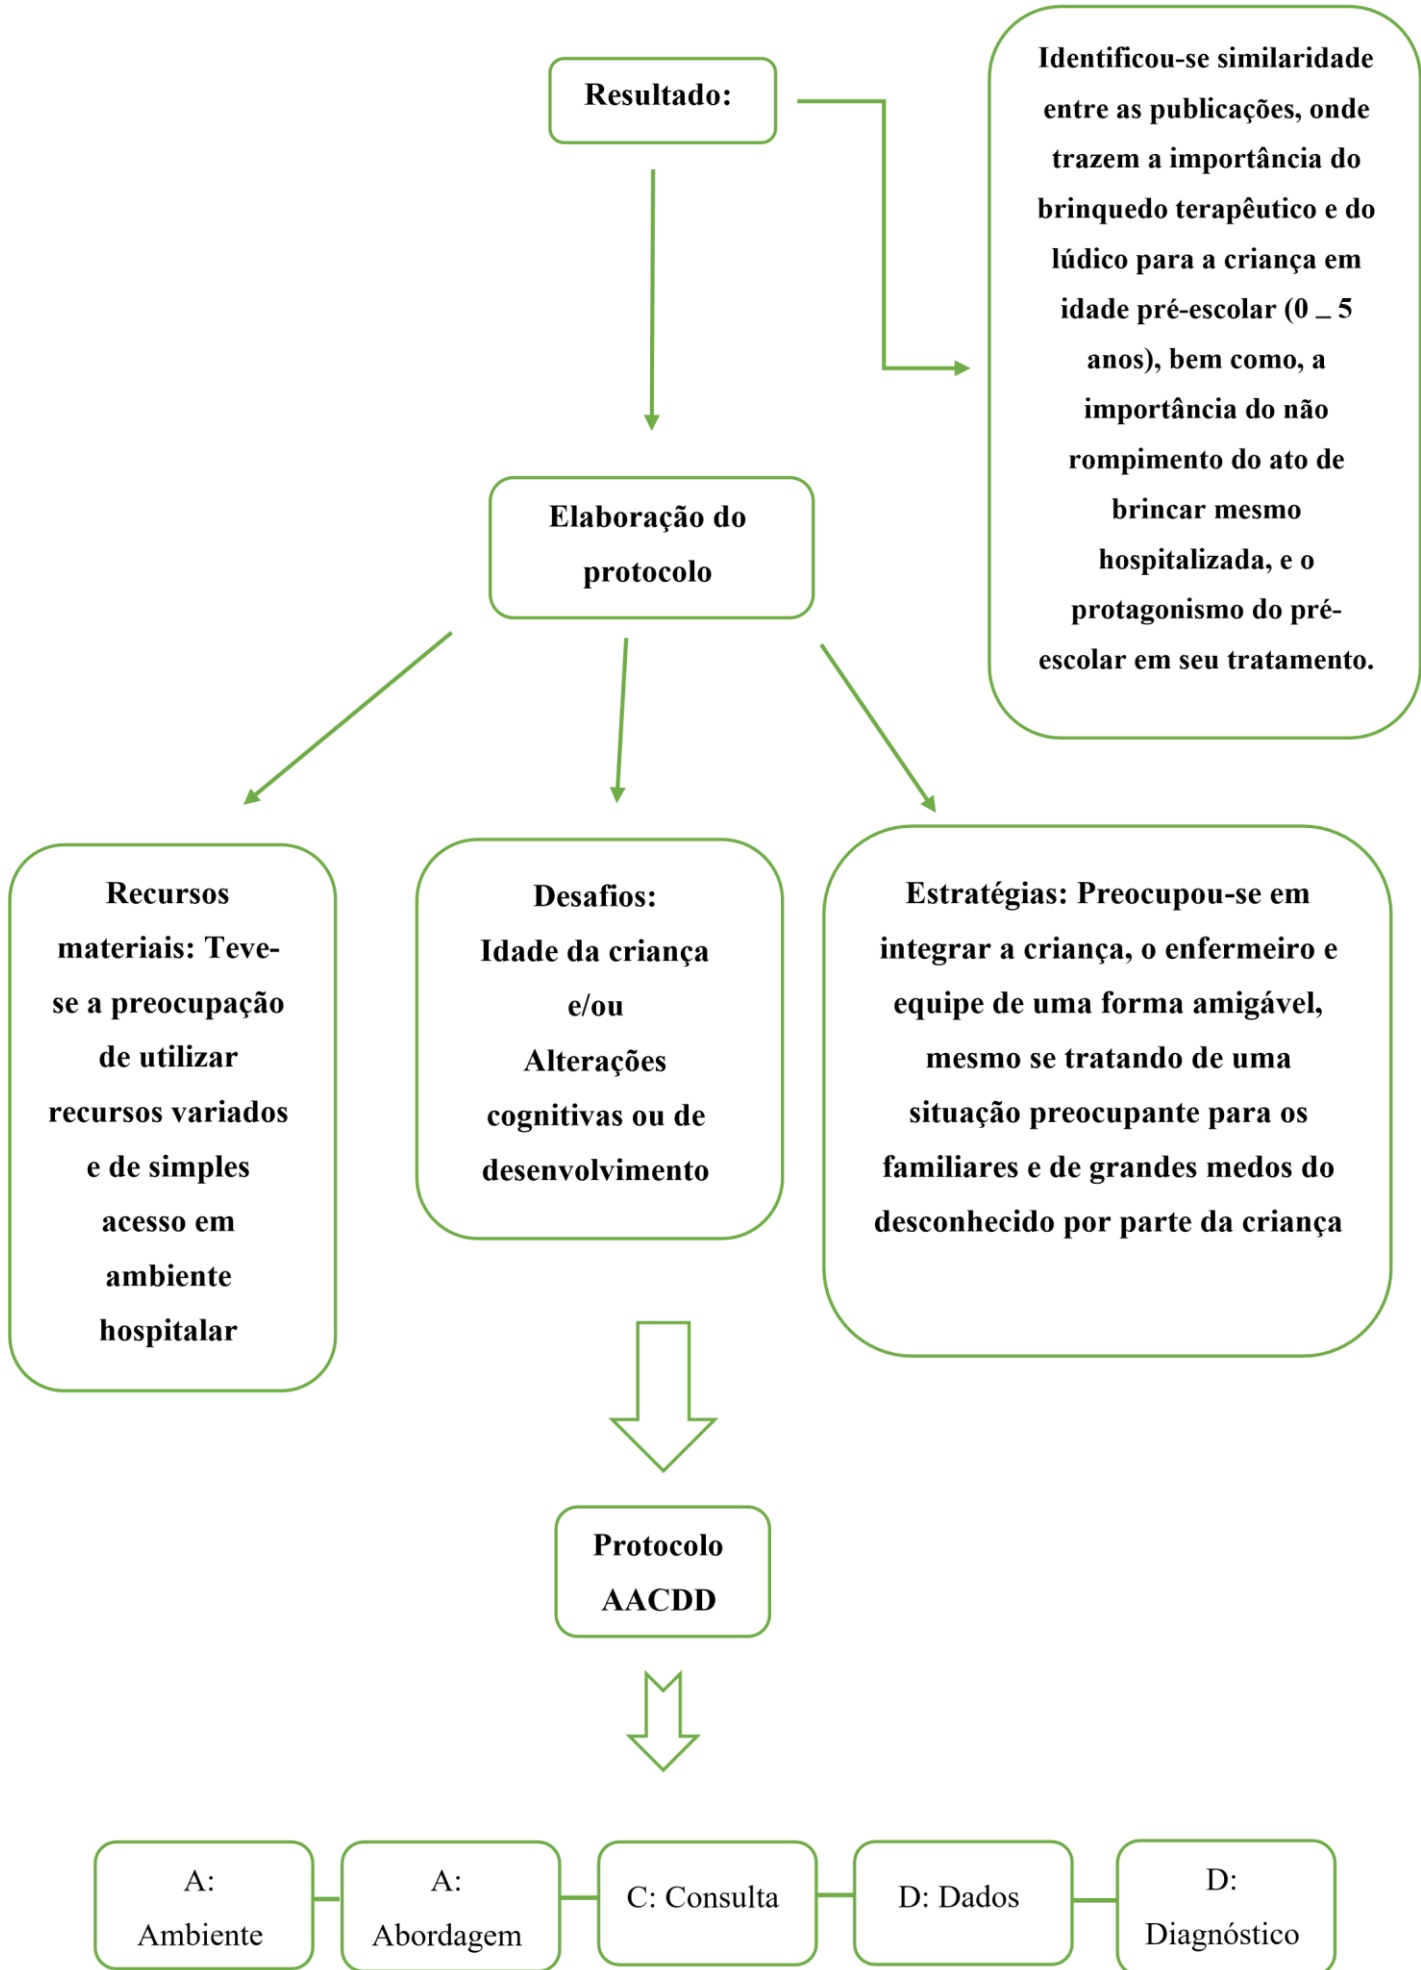 Resultado:
Identificou-se similaridade
entre as publicações, onde
trazem a importância do
brinquedo terapêutico e do
lúdico para a criança em
idade pré-escolar (0 _ 5
anos), bem como, a
importância do não
rompimento do ato de
brincar mesmo
hospitalizada, e o
protagonismo do pré-
escolar em seu tratamento.
Elaboração do
protocolo
Recursos
materiais: Teve-
se a preocupação
de utilizar
recursos variados
e de simples
acesso em
ambiente
hospitalar
Desafios:
Idade da criança
e/ou
Alterações
cognitivas ou de
desenvolvimento
Estratégias: Preocupou-se em
integrar a criança, o enfermeiro e
equipe de uma forma amigável,
mesmo se tratando de uma
situação preocupante para os
familiares e de grandes medos do
desconhecido por parte da criança
Protocolo
AACDD
A:
Ambiente
A:
Abordagem
C: Consulta
D: Dados
D:
Diagnóstico